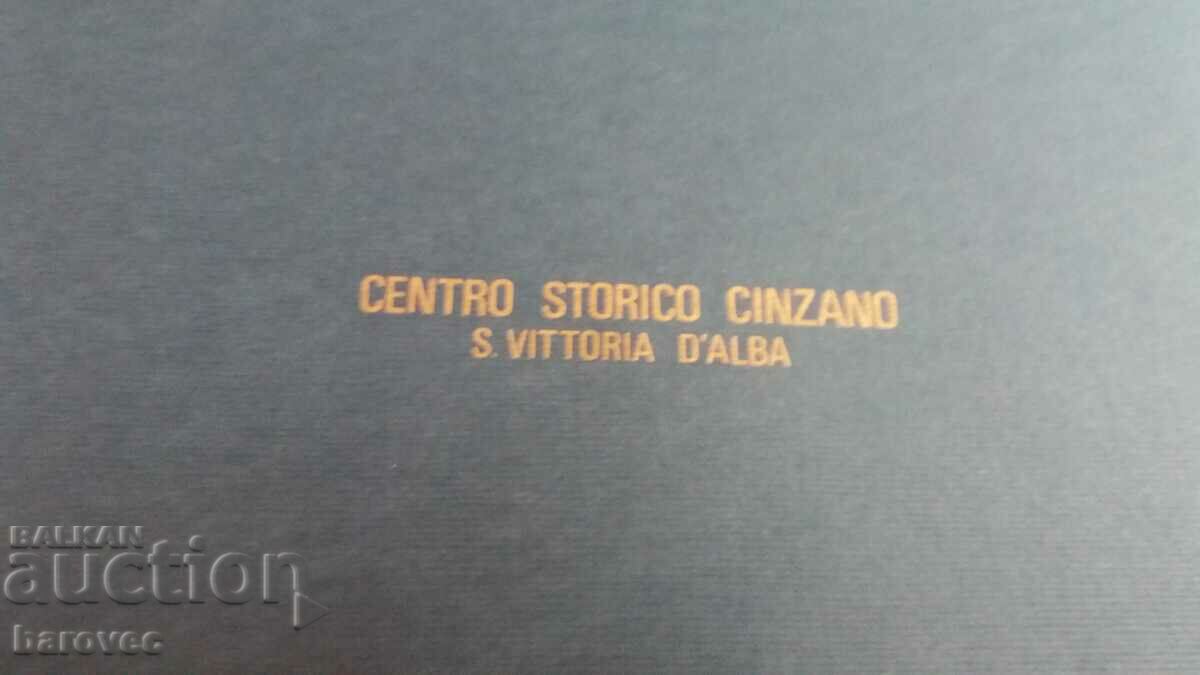 CENTRO STORICO CINZANO
S. VITTORIA D'ALBA
BALKAN
auction
barovec